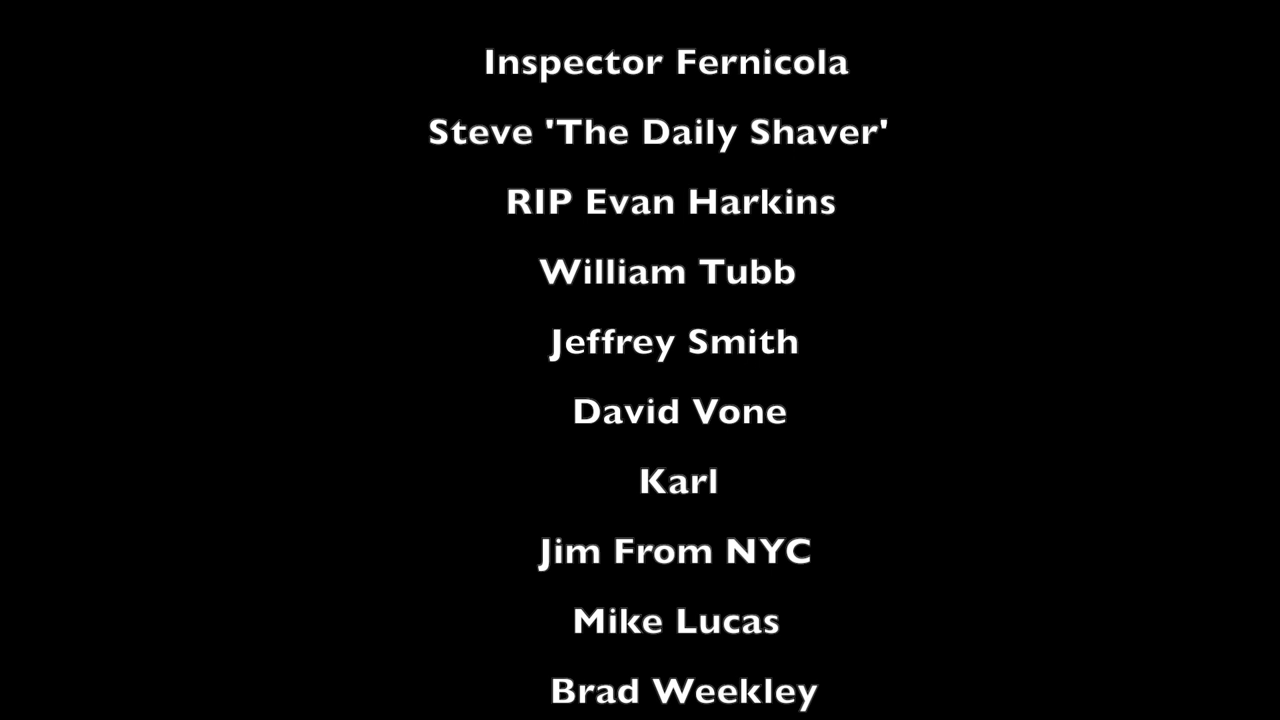 Inspector Fernicola
Steve 'The Daily Shaver'
RIP Evan Harkins
William Tubb
Jeffrey Smith
David Vone
Karl
Jim From NYC
Mike Lucas
Brad Weekley